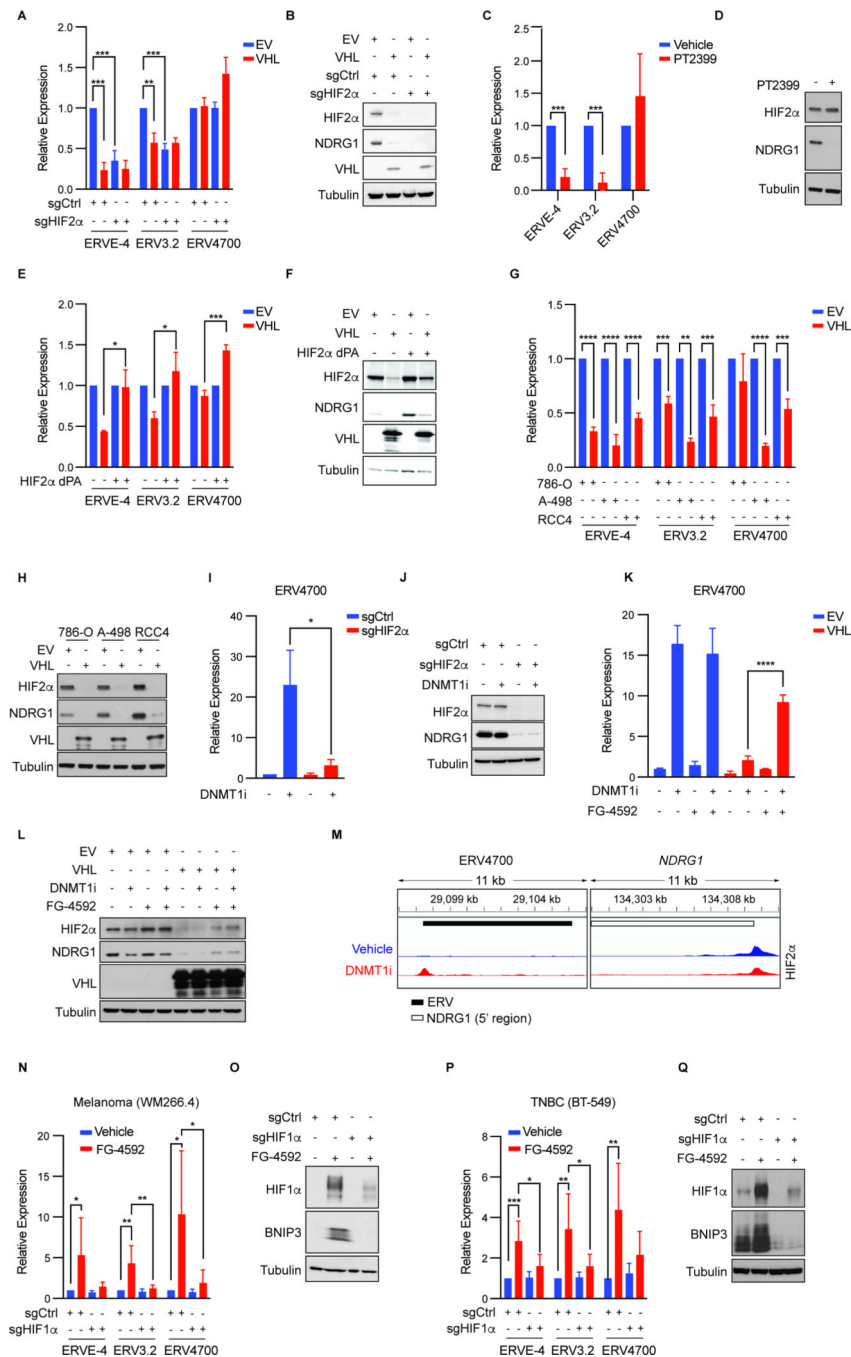 A
EV
VHL
Relative Expression
1.5
1.0
0.5
0.0
*** *** *** **
sgCtrl + + - - + + - - + + - -
sgHIF2α - - + + - - + + - - + +
ERVE-4 ERV3.2 ERV4700
B
EV + - + -
VHL - + - +
sgCtrl + + - -
sgHIF2α - - + +
HIF2α
NDRG1
VHL
Tubulin
C
Vehicle
PT2399
Relative Expression
2.5
2.0
1.5
1.0
0.5
0.0
*** ***
ERVE-4 ERV3.2 ERV4700
D
PT2399 - +
HIF2α
NDRG1
Tubulin
E
EV
VHL
Relative Expression
2.0
1.5
1.0
0.5
0.0
* * ***
HIF2α dPA - - + + - - + + - - + +
ERVE-4 ERV3.2 ERV4700
F
EV + - + -
VHL - + - +
HIF2α dPA - - + +
HIF2α
NDRG1
VHL
Tubulin
G
EV
VHL
Relative Expression
1.5
1.0
0.5
0.0
**** **** **** *** ** *** **** ***
786-O + + - - - - + + - - - - + + - - - -
A-498 - - + + - - - - + + - - - - + + - -
RCC4 - - - - + + - - - - + + - - - - + +
ERVE-4 ERV3.2 ERV4700
H
786-O A-498 RCC4
EV + - + - + -
VHL - + - + - +
HIF2α
NDRG1
VHL
Tubulin
I
ERV4700
sgCtrl
sgHIF2α
Relative Expression
40
30
20
10
0
*
DNMT1i - + - +
J
sgCtrl + + - -
sgHIF2α - - + +
DNMT1i - + - +
HIF2α
NDRG1
Tubulin
K
ERV4700
EV
VHL
Relative Expression
20
15
10
5
0
****
DNMT1i - + - + - + - +
FG-4592 - - + + - - + +
L
EV + + + + - - - -
VHL - - - - + + + +
DNMT1i - + - + - + - +
FG-4592 - - + + - - + +
HIF2α
NDRG1
VHL
Tubulin
M
ERV4700 NDRG1
11 kb 11 kb
29,099 kb 29,104 kb 134,303 kb 134,308 kb
Vehicle
DNMT1i
HIF2α
ERV
NDRG1 (5' region)
N
Melanoma (WM266.4)
Vehicle
FG-4592
Relative Expression
20
15
10
5
0
* ** ** * *
sgCtrl + + - - + + - - + + - -
sgHIF1α - - + + - - + + - - + +
ERVE-4 ERV3.2 ERV4700
O
sgCtrl + + - -
sgHIF1α - - + +
FG-4592 - + - +
HIF1α
BNIP3
Tubulin
P
TNBC (BT-549)
Vehicle
FG-4592
Relative Expression
8
6
4
2
0
*** * ** * **
sgCtrl + + - - + + - - + + - -
sgHIF1α - - + + - - + + - - + +
ERVE-4 ERV3.2 ERV4700
Q
sgCtrl + + - -
sgHIF1α - - + +
FG-4592 - + - +
HIF1α
BNIP3
Tubulin